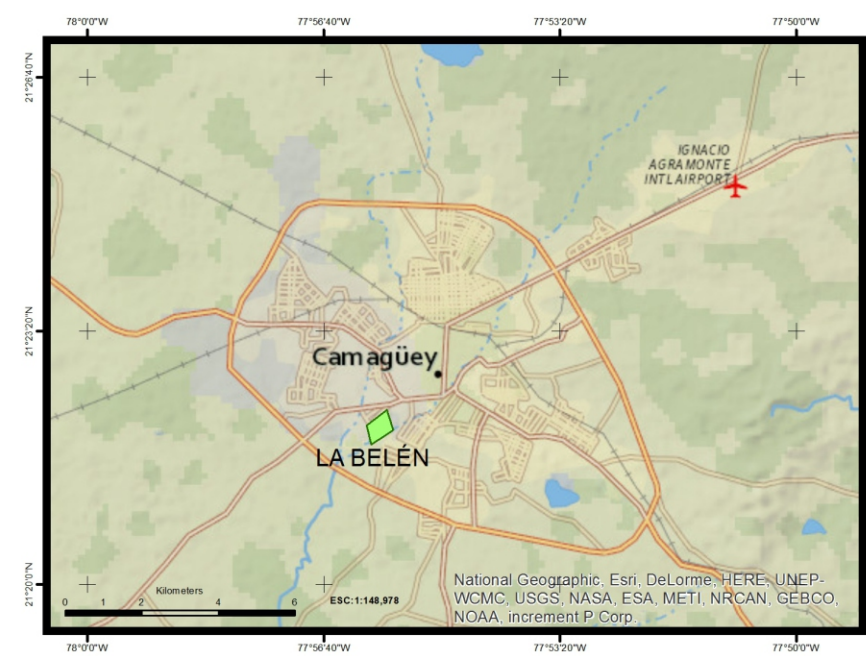 78°0'0"W 77°56'40"W 77°53'20"W 77°50'0"W
21°26'40"N
IGNACIO
AGRAMONTE
INTLAIRPORT
21°23'20"N
Camagüey
LA BELÉN
21°20'0"N
Kilometers
0 1 2 4 6
ESC:1:148,978
National Geographic, Esri, DeLorme, HERE, UNEP-
WCMC, USGS, NASA, ESA, METI, NRCAN, GEBCO,
NOAA, increment P Corp.
78°0'0"W 77°56'40"W 77°53'20"W 77°50'0"W